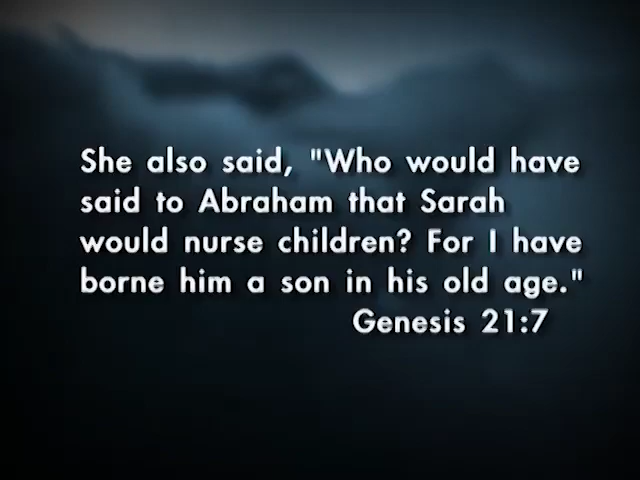 She also said, "Who would have
said to Abraham that Sarah
would nurse children? For I have
borne him a son in his old age."
Genesis 21:7